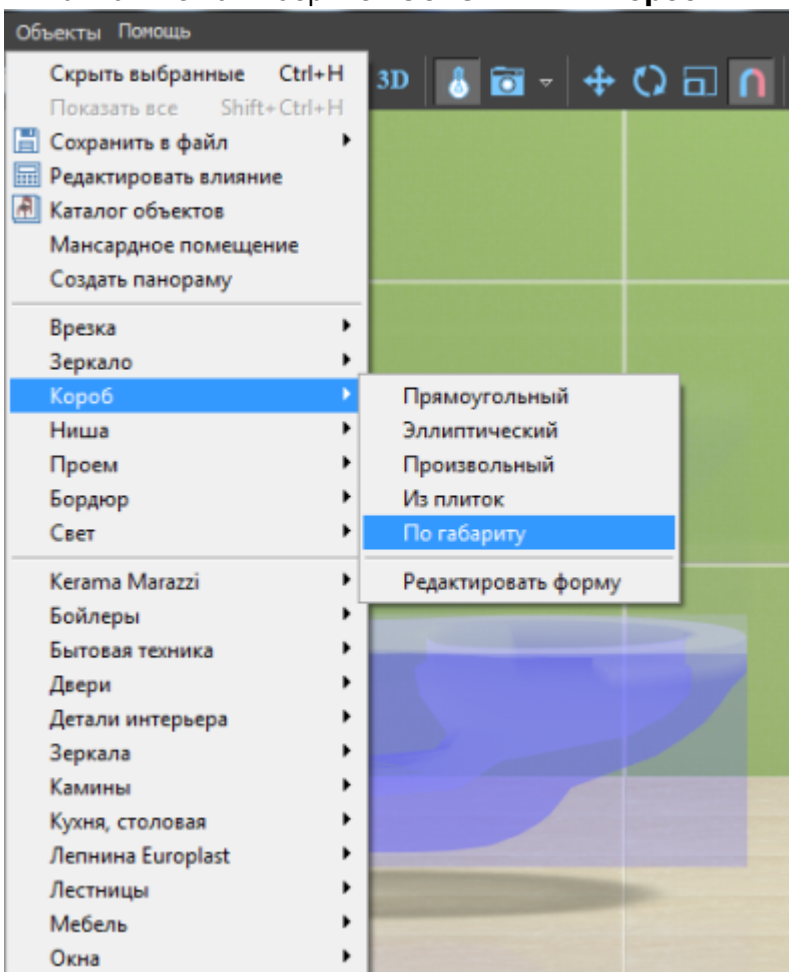 Объекты Помощь
Скрыть выбранные Ctrl+H
3D
Показать все Shift+Ctrl+H
Сохранить в файл
Редактировать влияние
Каталог объектов
Мансардное помещение
Создать панораму
Врезка
Зеркало
Короб
Прямоугольный
Ниша
Эллиптический
Проем
Произвольный
Бордюр
Из плиток
Свет
По габариту
Kerama Marazzi
Редактировать форму
Бойлеры
Бытовая техника
Двери
Детали интерьера
Зеркала
Камины
Кухня, столовая
Лепнина Europlast
Лестницы
Мебель
Окна